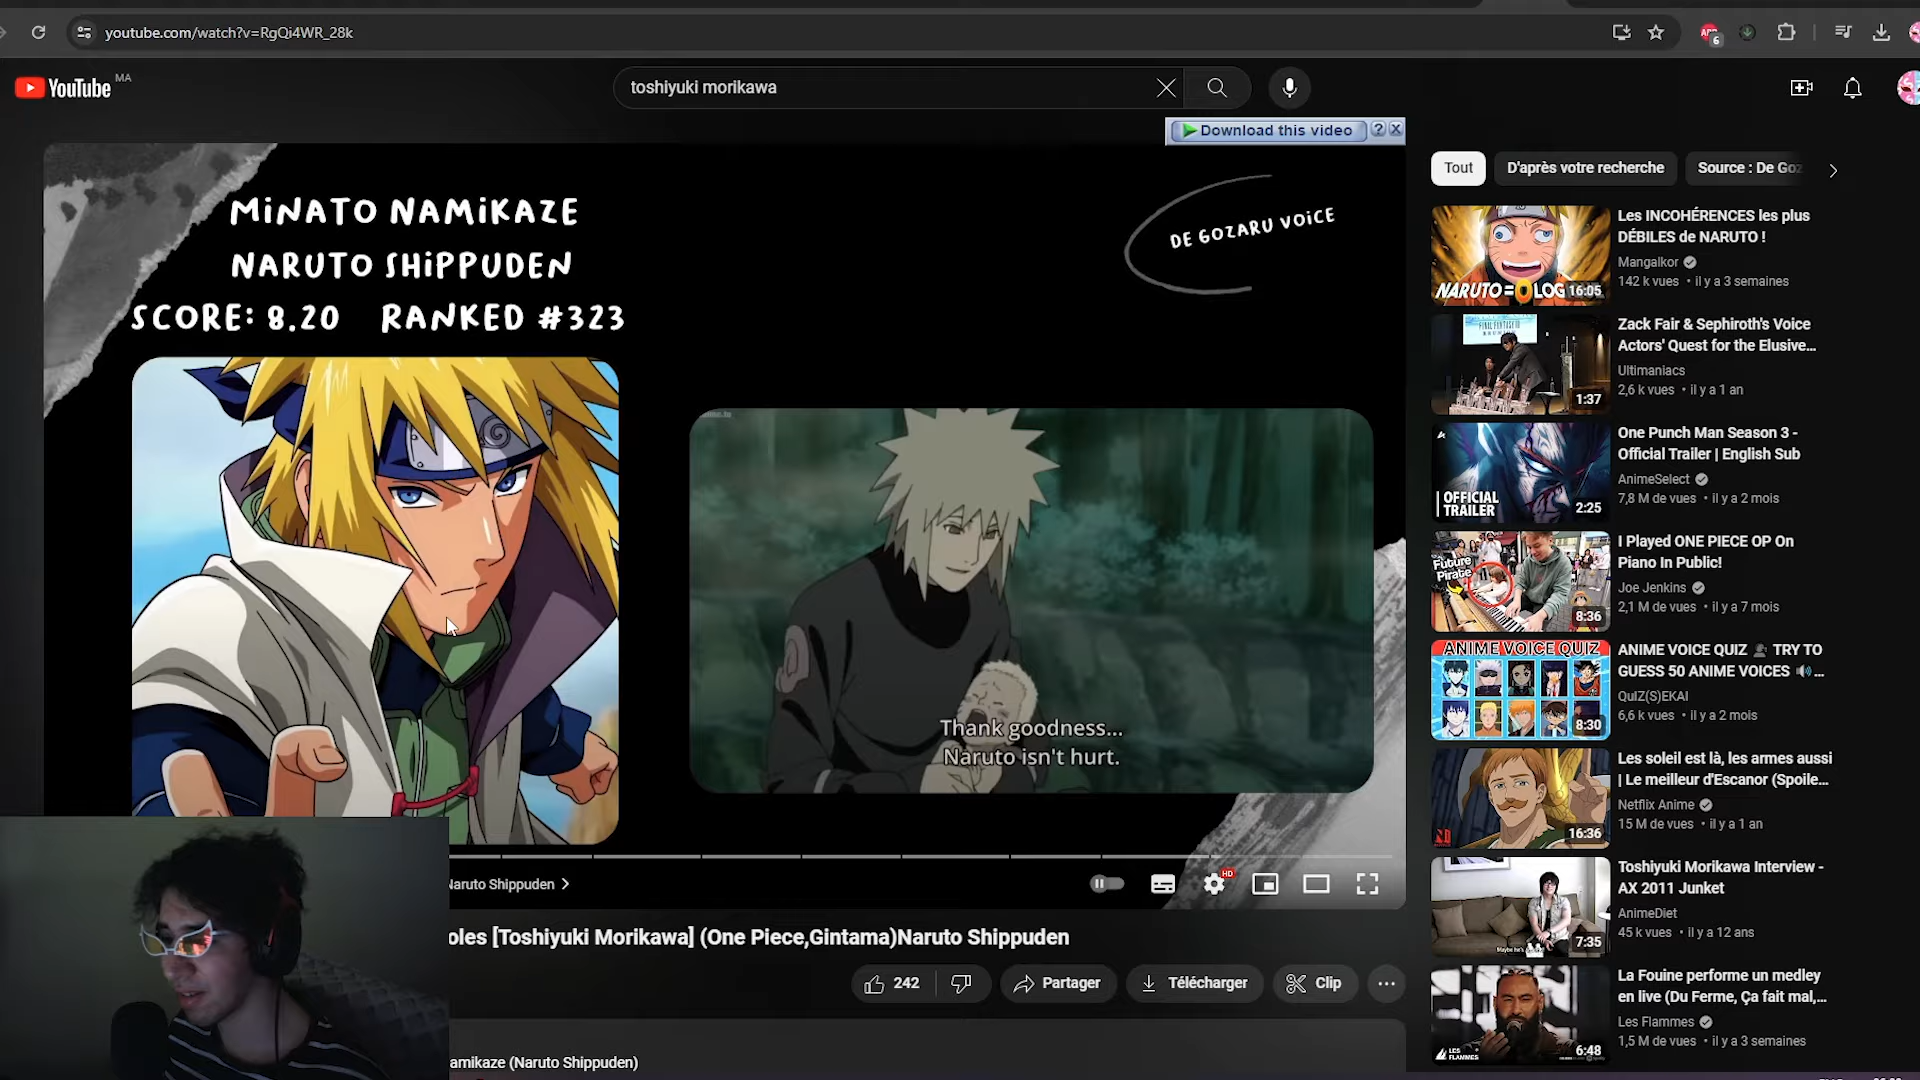 youtube.com/watch?v=RgQi4WR_28k
6
YouTube MA
toshiyuki morikawa
Download this video
MiNATO NAMiKAZE
NARUTO SHiPPUDEN
SCORE: 8.20 RANKED #323
DE GOZARU VOiCE
Thank goodness...
Naruto isn't hurt.
Naruto Shippuden
HD
oles [Toshiyuki Morikawa] (One Piece,Gintama)Naruto Shippuden
242
Partager
Télécharger
Clip
amikaze (Naruto Shippuden)
Tout
D'après votre recherche
Source : De Goz
NARUTO= LOG
16:05
Les INCOHÉRENCES les plus
DÉBILES de NARUTO !
Mangalkor
142 k vues • il y a 3 semaines
1:37
Zack Fair & Sephiroth's Voice
Actors' Quest for the Elusive...
Ultimaniacs
2,6 k vues • il y a 1 an
OFFICIAL
TRAILER
2:25
One Punch Man Season 3 -
Official Trailer | English Sub
AnimeSelect
7,8 M de vues • il y a 2 mois
Future
Pirate
8:36
I Played ONE PIECE OP On
Piano In Public!
Joe Jenkins
2,1 M de vues • il y a 7 mois
ANIME VOICE QUIZ
8:30
ANIME VOICE QUIZ 🗣 TRY TO
GUESS 50 ANIME VOICES 🔊...
QuIZ(S)EKAI
6,6 k vues • il y a 2 mois
16:36
Les soleil est là, les armes aussi
| Le meilleur d'Escanor (Spoile...
Netflix Anime
15 M de vues • il y a 1 an
7:35
Toshiyuki Morikawa Interview -
AX 2011 Junket
AnimeDiet
45 k vues • il y a 12 ans
LES
FLAMMES
6:48
La Fouine performe un medley
en live (Du Ferme, Ça fait mal,...
Les Flammes
1,5 M de vues • il y a 3 semaines